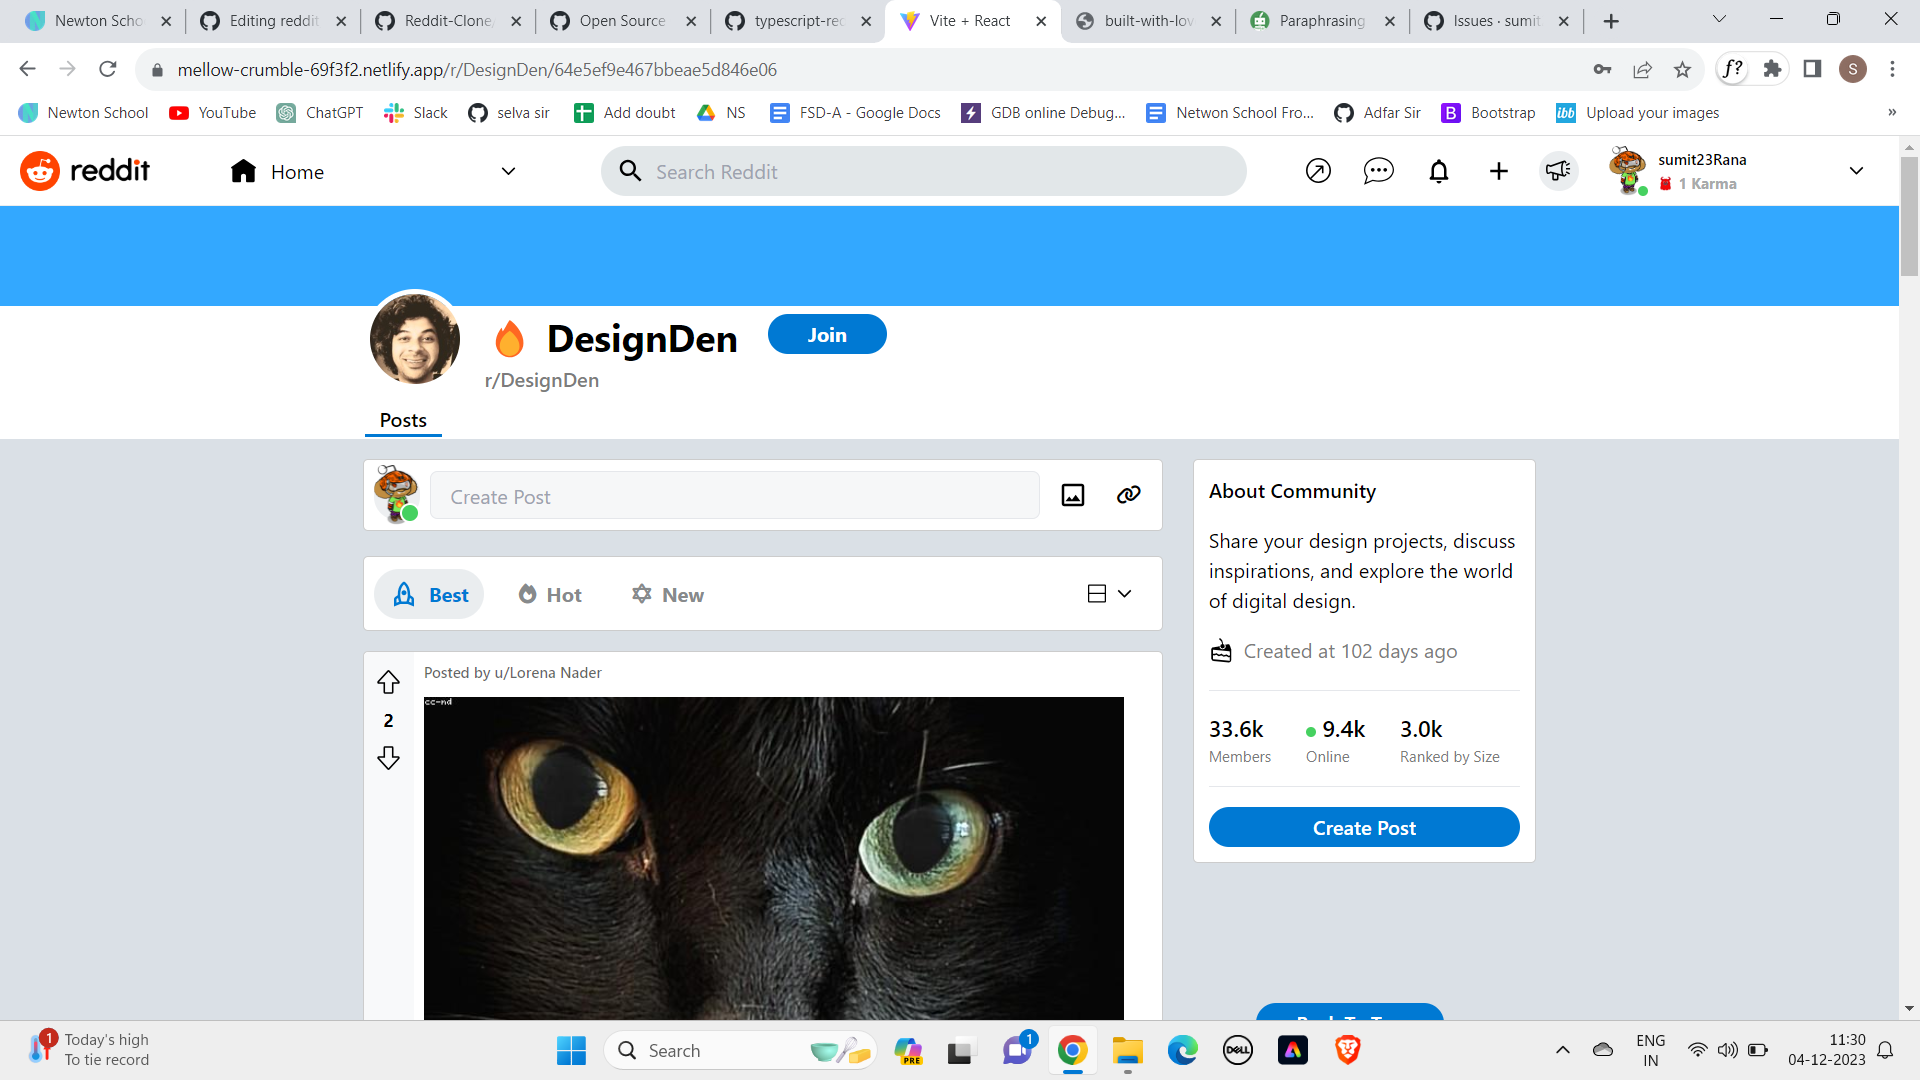 Newton Scho
Editing reddit
Reddit-Clone
Open Source
typescript-rec
Vite + React
built-with-lov
Paraphrasing
Issues · sumit
mellow-crumble-69f3f2.netlify.app/r/DesignDen/64e5ef9e467bbeae5d846e06
f?
S
Newton School
YouTube
ChatGPT
Slack
selva sir
Add doubt
NS
FSD-A - Google Docs
GDB online Debug...
Netwon School Fro...
Adfar Sir
B Bootstrap
ibb Upload your images
»
reddit
Home
Search Reddit
sumit23Rana
1 Karma
DesignDen
Join
r/DesignDen
Posts
Create Post
About Community
Share your design projects, discuss
inspirations, and explore the world
of digital design.
Created at 102 days ago
33.6k 9.4k 3.0k
Members Online Ranked by Size
Create Post
Best Hot New
Posted by u/Lorena Nader
2
cc-nd
1 Today's high
To tie record
Search
PRE
1
DELL
ENG
IN
11:30
04-12-2023